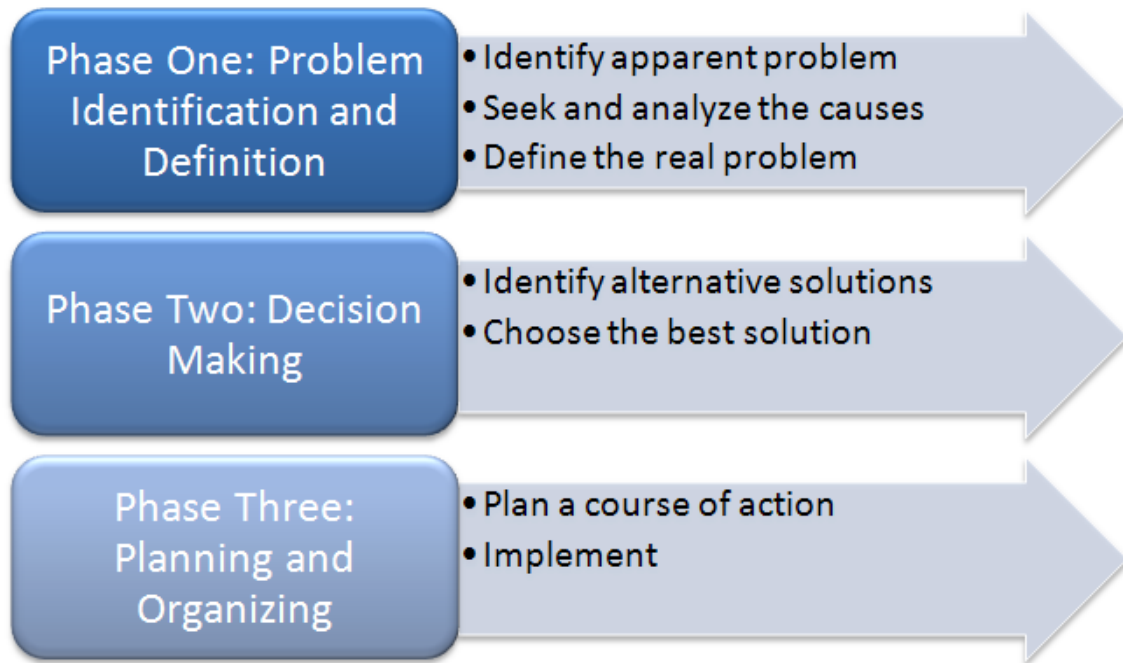 Phase One: Problem
Identification and
Definition
• Identify apparent problem
• Seek and analyze the causes
• Define the real problem
Phase Two: Decision
Making
• Identify alternative solutions
• Choose the best solution
Phase Three:
Planning and
Organizing
• Plan a course of action
• Implement